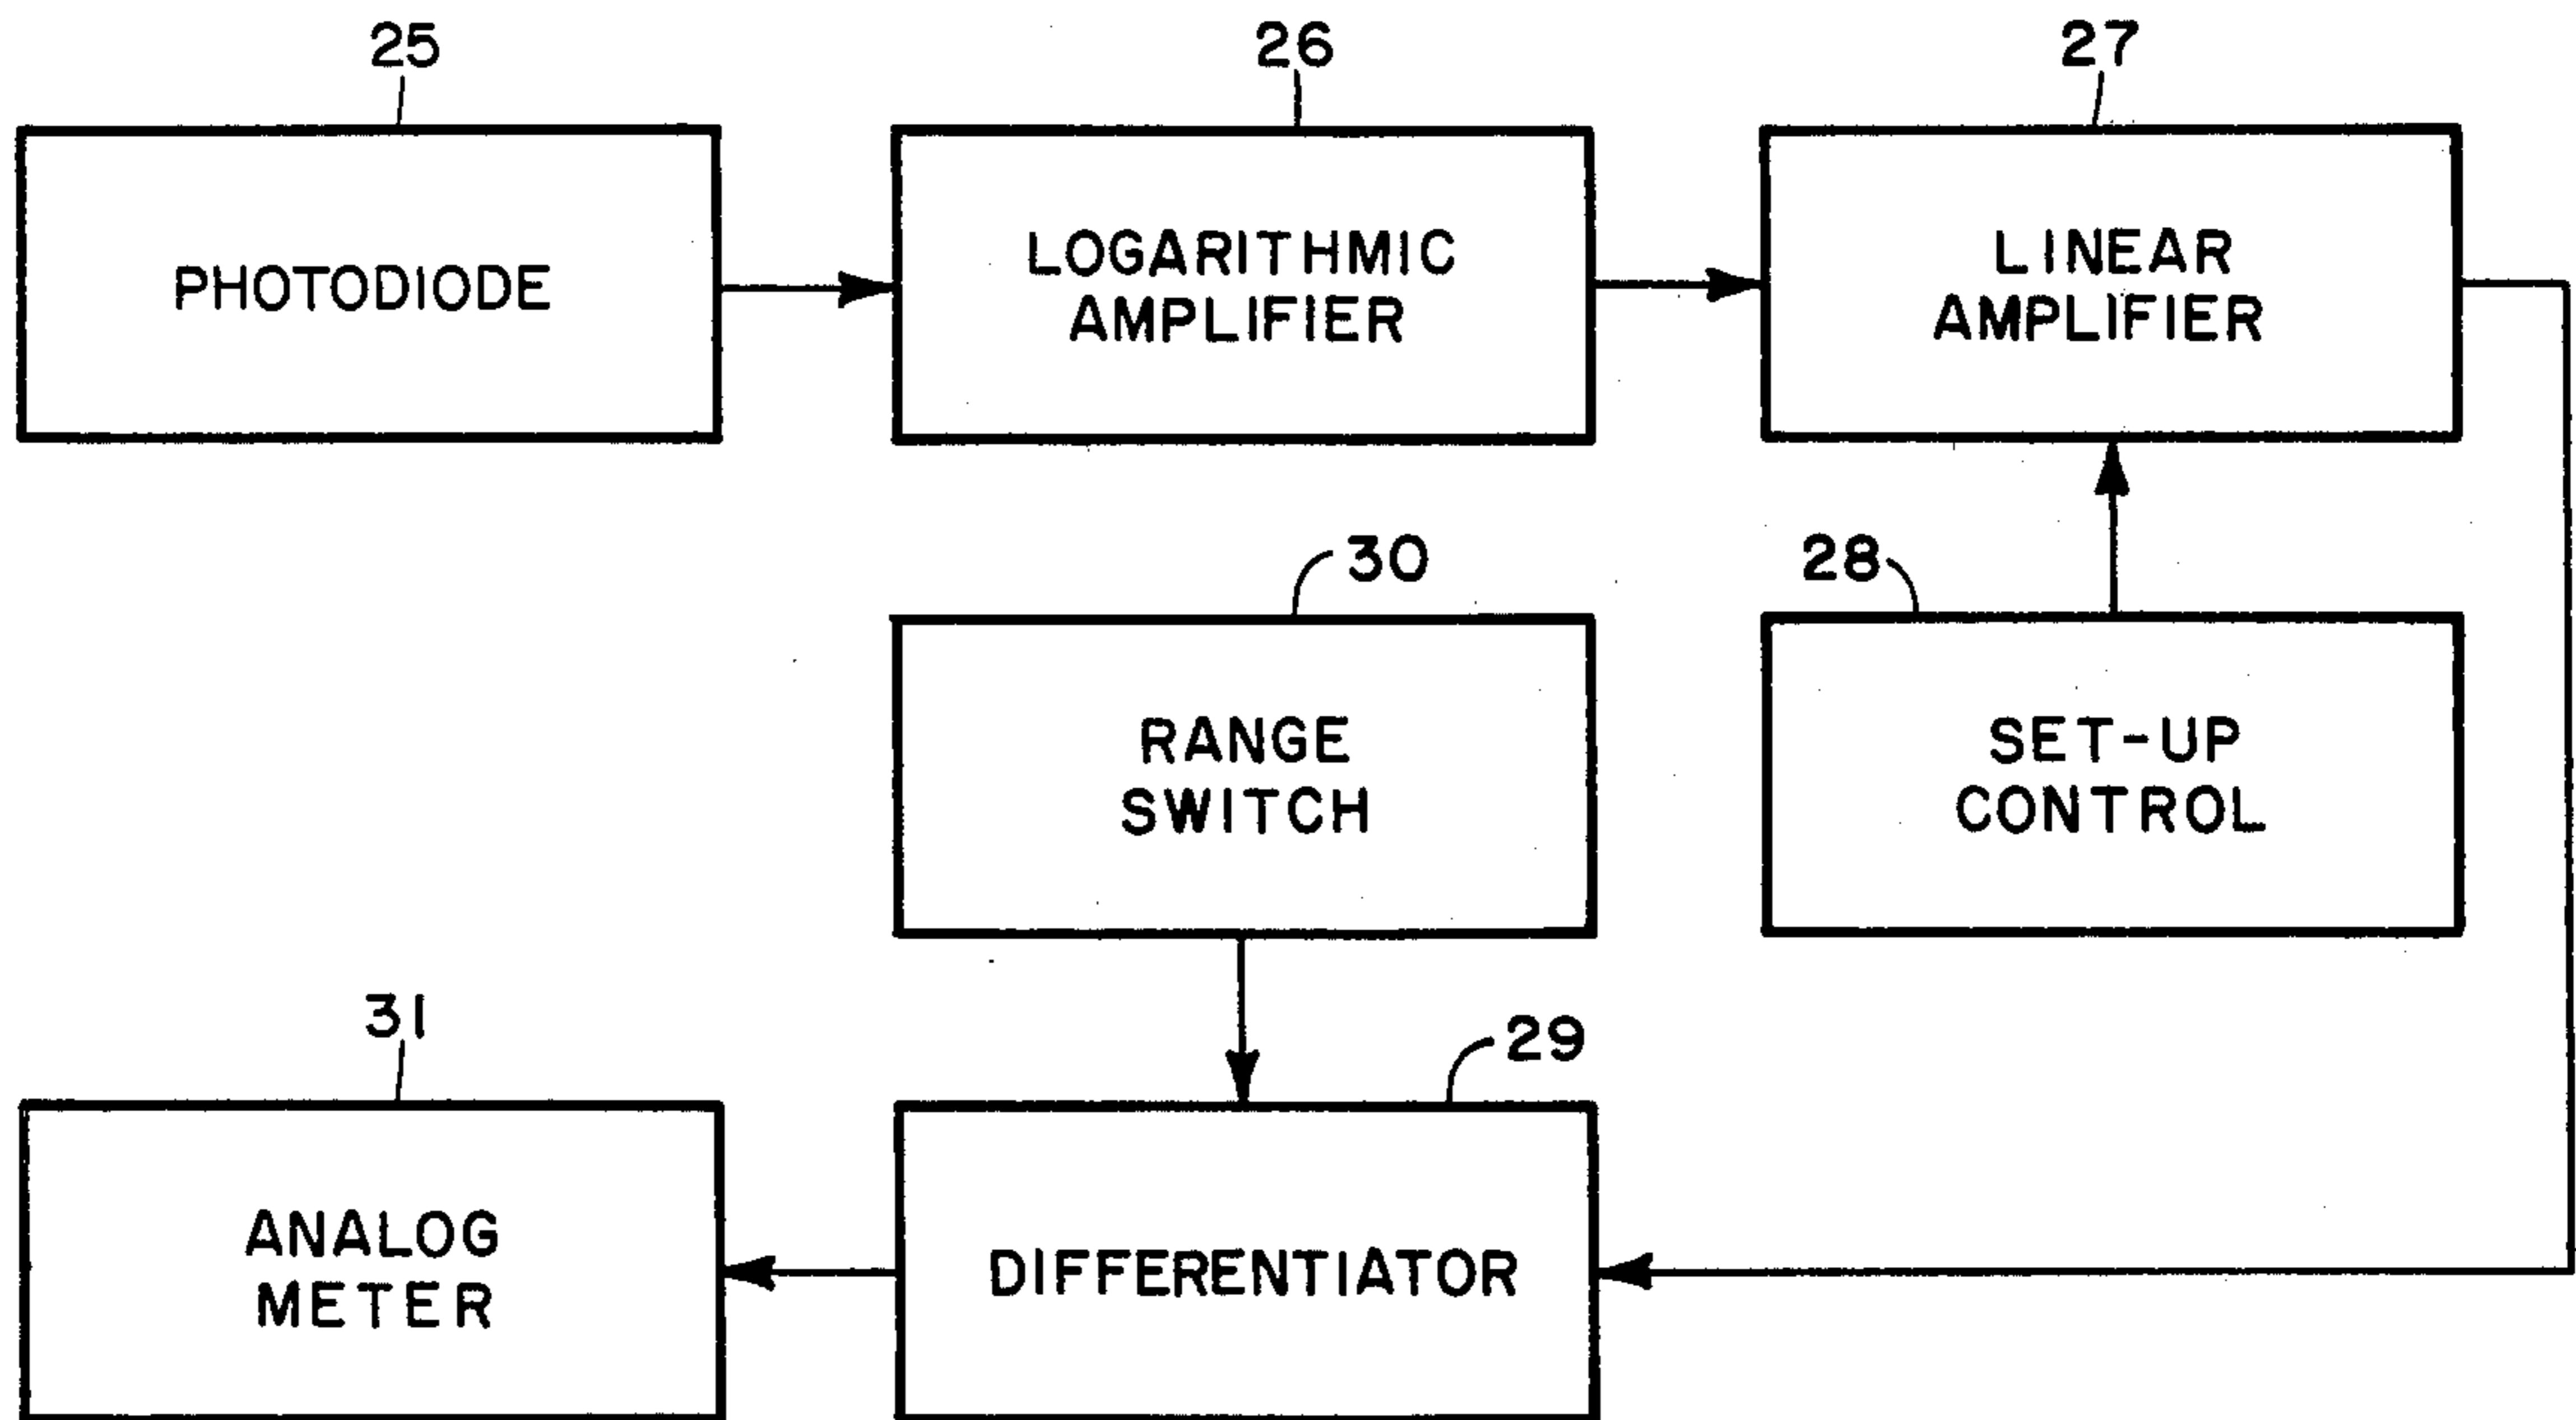 25
26
27
PHOTODIODE
LOGARITHMIC
AMPLIFIER
LINEAR
AMPLIFIER
30
28
RANGE
SWITCH
SET-UP
CONTROL
31
29
ANALOG
METER
DIFFERENTIATOR